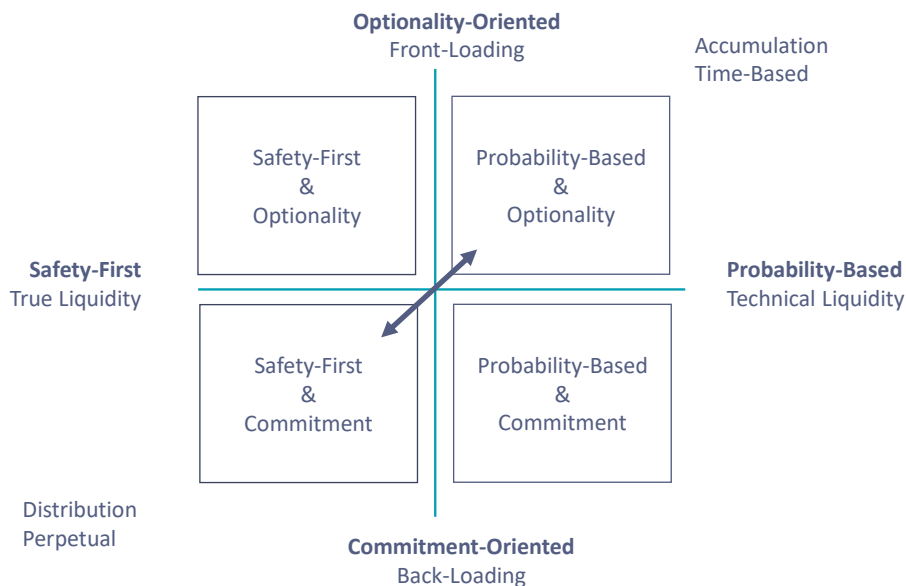 Optionality-Oriented
Front-Loading
Accumulation
Time-Based
Safety-First
&
Optionality
Probability-Based
&
Optionality
Safety-First
True Liquidity
Probability-Based
Technical Liquidity
Safety-First
&
Commitment
Probability-Based
&
Commitment
Distribution
Perpetual
Commitment-Oriented
Back-Loading